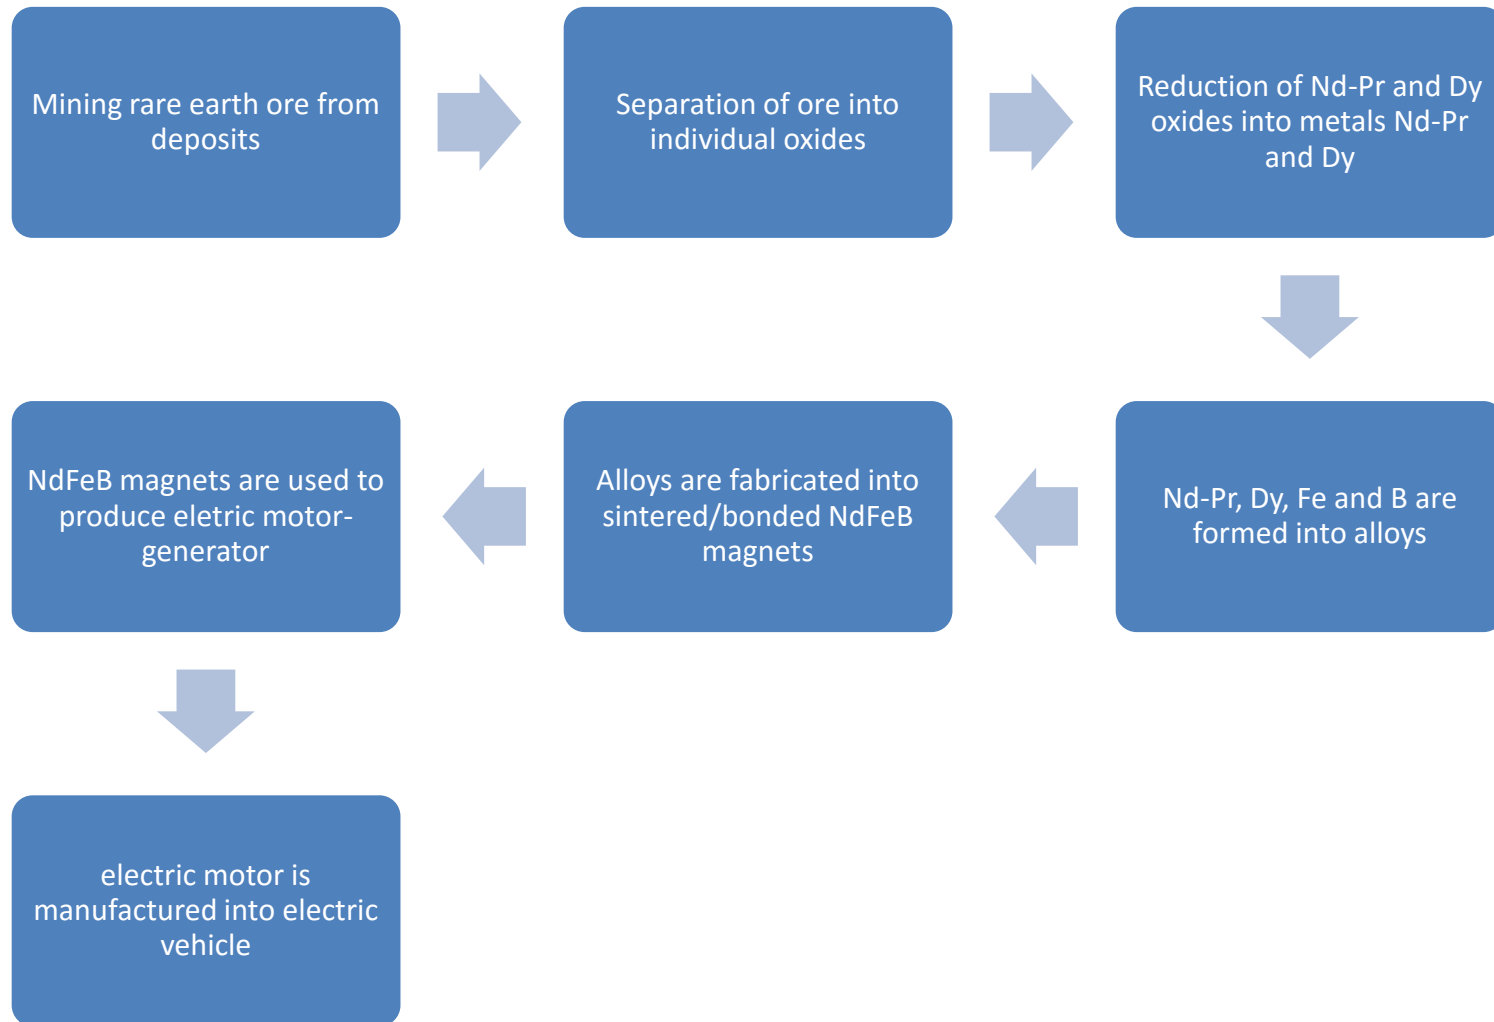 Mining rare earth ore from
deposits
Separation of ore into
individual oxides
Reduction of Nd-Pr and Dy
oxides into metals Nd-Pr
and Dy
Nd-Pr, Dy, Fe and B are
formed into alloys
Alloys are fabricated into
sintered/bonded NdFeB
magnets
NdFeB magnets are used to
produce eletric motor-
generator
electric motor is
manufactured into electric
vehicle